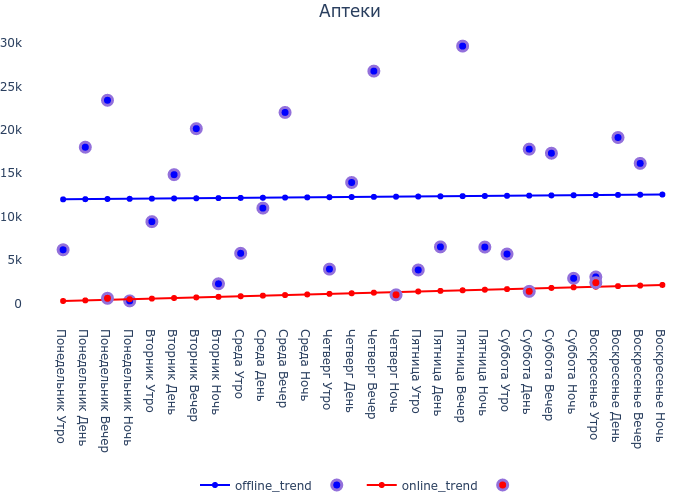 Аптеки
30k
25k
20k
15k
10k
5k
0
Понедельник Утро
Понедельник День
Понедельник Вечер
Понедельник Ночь
Вторник Утро
Вторник День
Вторник Вечер
Вторник Ночь
Среда Утро
Среда День
Среда Вечер
Среда Ночь
Четверг Утро
Четверг День
Четверг Вечер
Четверг Ночь
Пятница Утро
Пятница День
Пятница Вечер
Пятница Ночь
Суббота Утро
Суббота День
Суббота Вечер
Суббота Ночь
Воскресенье Утро
Воскресенье День
Воскресенье Вечер
Воскресенье Ночь
offline_trend
online_trend